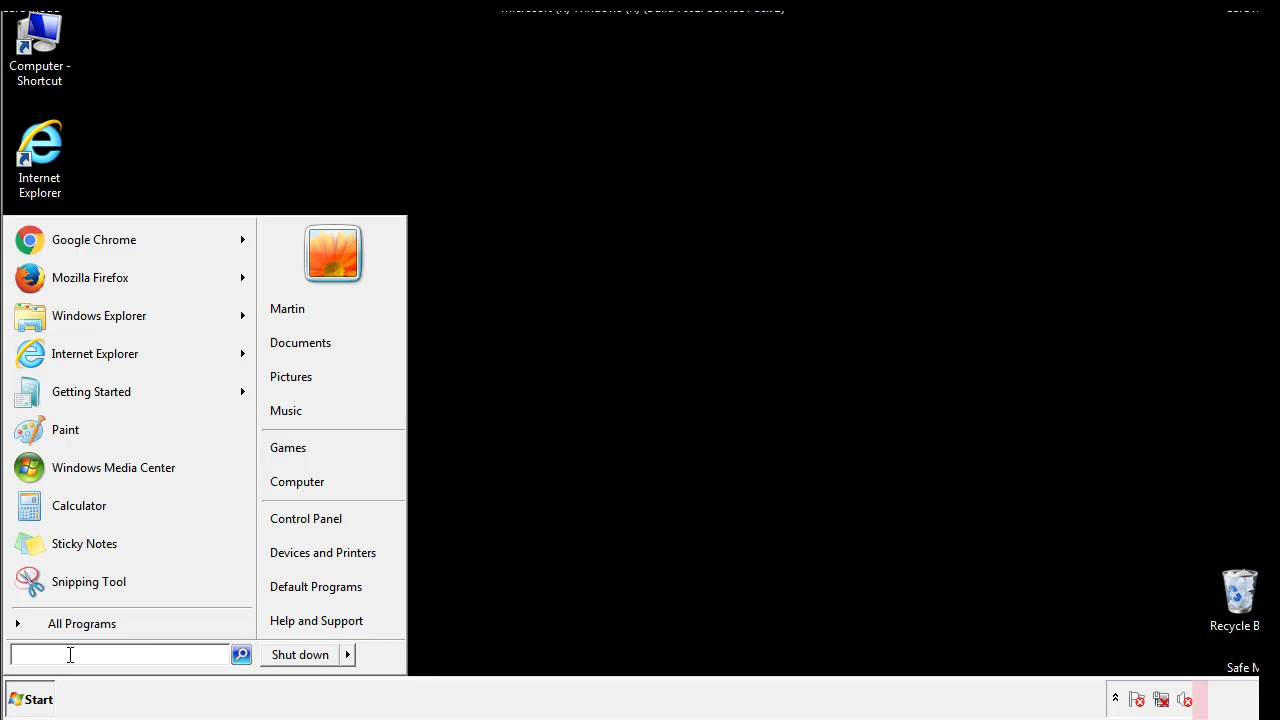 Computer -
Shortcut
Internet
Explorer
Google Chrome
Mozilla Firefox
Windows Explorer
Internet Explorer
Getting Started
Paint
Windows Media Center
Calculator
Sticky Notes
Snipping Tool
All Programs
Martin
Documents
Pictures
Music
Games
Computer
Control Panel
Devices and Printers
Default Programs
Help and Support
Shut down
Recycle B
Safe M
Start